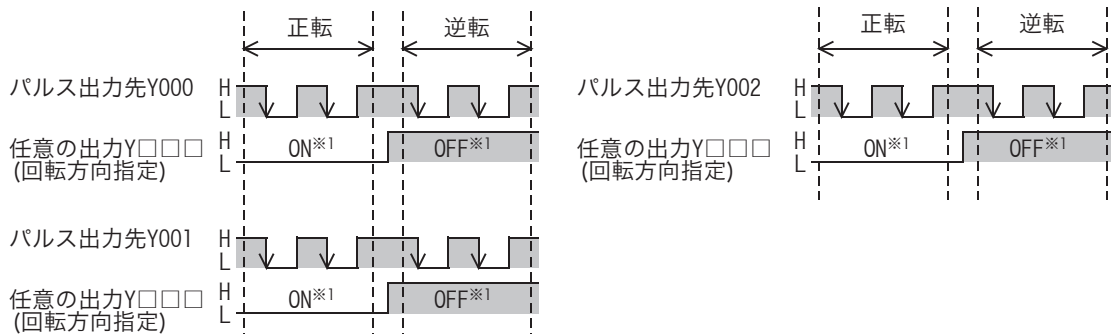 正転 逆転
パルス出力先Y000 H
L
任意の出力Y□□□ H ON※1 OFF※1
(回転方向指定) L
パルス出力先Y001 H
L
任意の出力Y□□□ H ON※1 OFF※1
(回転方向指定) L
正転 逆転
パルス出力先Y002 H
L
任意の出力Y□□□ H ON※1 OFF※1
(回転方向指定) L